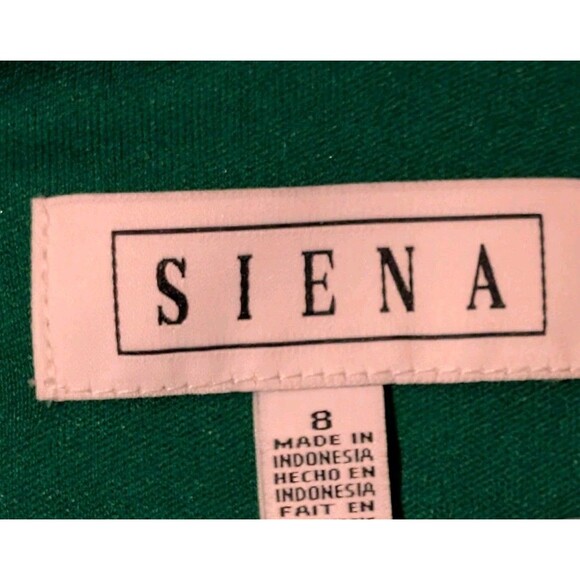 SIENA
8
MADE IN
INDONESIA
HECHO EN
INDONESIA
FAIT EN